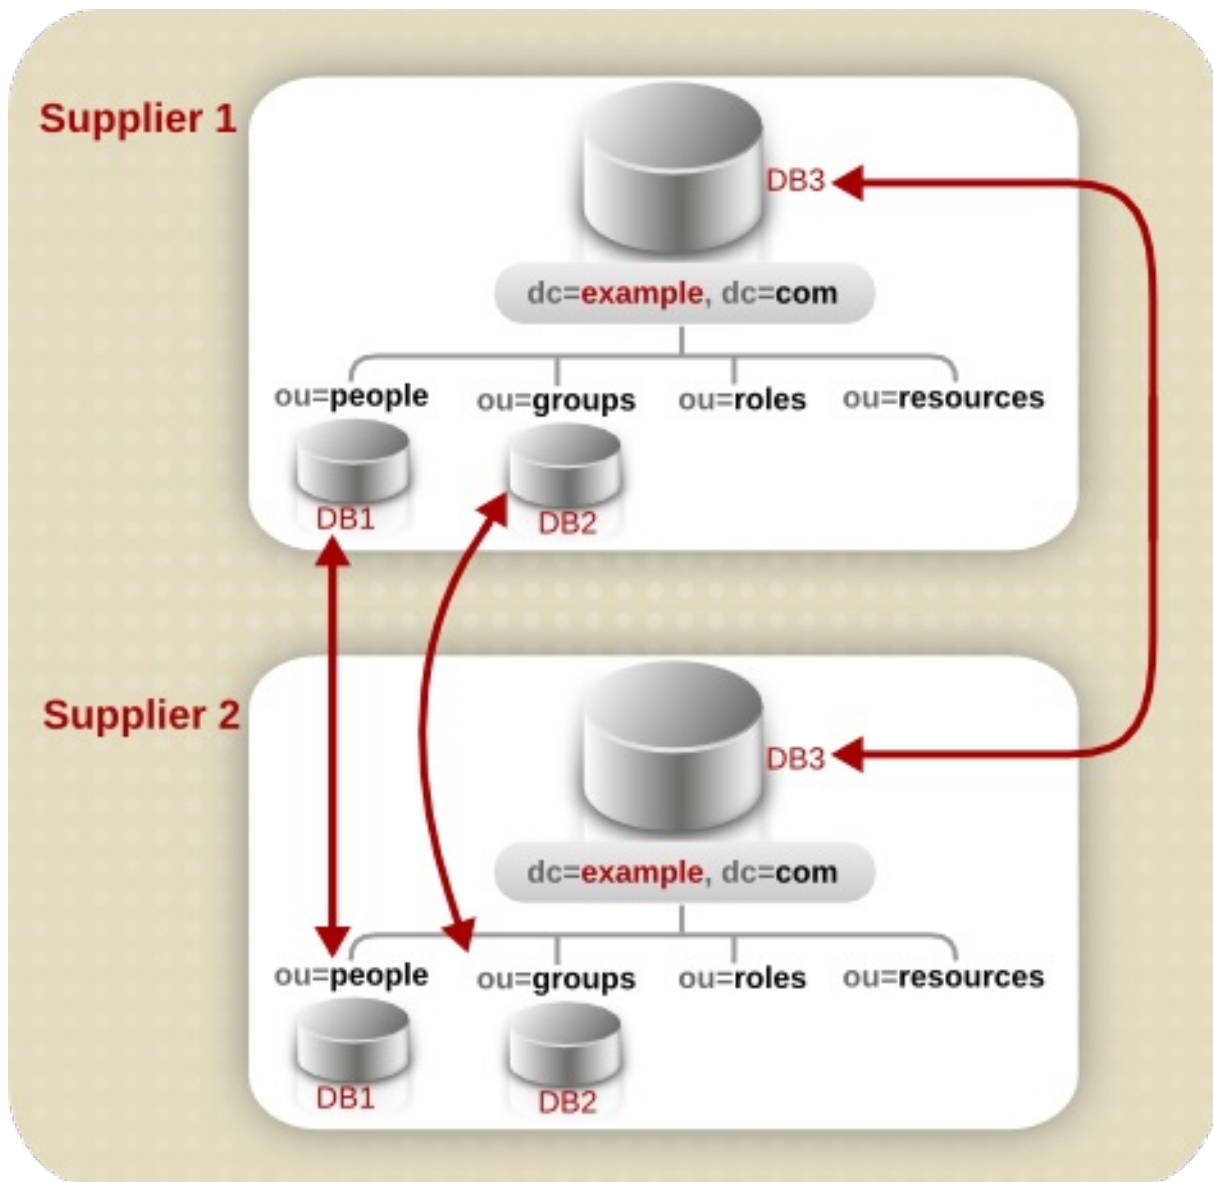 Supplier 1
DB3
dc=example, dc=com
ou=people ou=groups ou=roles ou=resources
DB1 DB2
Supplier 2
DB3
dc=example, dc=com
ou=people ou=groups ou=roles ou=resources
DB1 DB2